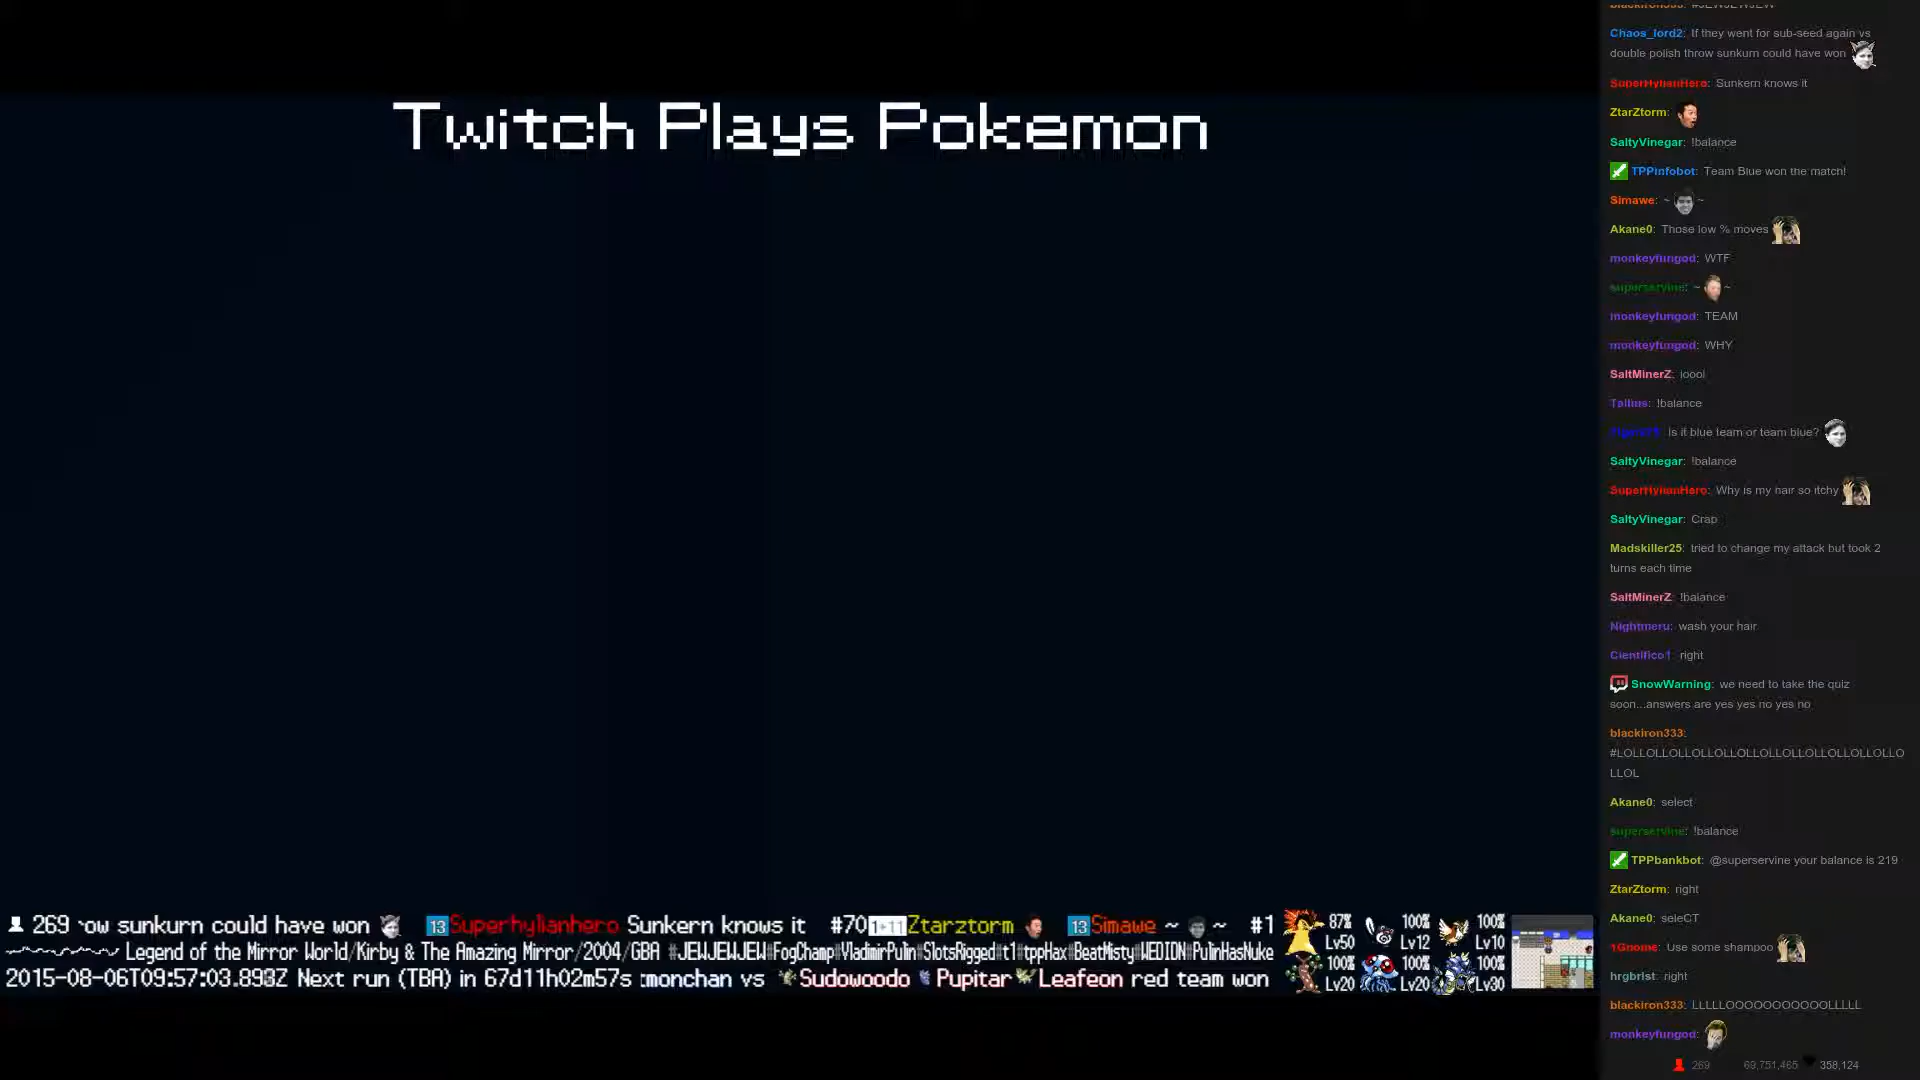 Twitch Plays Pokemon
Chaos_lord2: If they went for sub-seed again vs
double polish throw sunkurn could have won
SuperHylianHero: Sunkern knows it
ZtarZtorm:
SaltyVinegar: !balance
TPPinfobot: Team Blue won the match!
Simawe: ~ ~
Akane0: Those low % moves
monkeyfungod: WTF
superservine: ~ ~
monkeyfungod: TEAM
monkeyfungod: WHY
SaltMinerZ:
Tallms: !balance
Is it blue team or team blue?
SaltyVinegar: !balance
SuperHylianHero: Why is my hair so itchy
SaltyVinegar: Crap
Madskiller25: tried to change my attack but took 2
turns each time
SaltMinerZ: !balance
Nightmeru: wash your hair
Cientifico1: right
SnowWarning: we need to take the quiz
soon...answers are yes yes no yes no
blackiron333:
#LOLLOLLOLLOLLOLLOLLOLLOLLOLLOLLOLLOLLO
LLOL
Akane0: select
superservine: !balance
TPPbankbot: @superservine your balance is 219
ZtarZtorm: right
Akane0: seleCT
1Gnome: Use some shampoo
hrgbrlst: right
blackiron333: LLLLLOOOOOOOOOOOLLLLL
monkeyfungod:
269 69,751,465 358,124
269 row sunkurn could have won 13 Superhylianhero Sunkern knows it #70 1-11 Ztarztorm 13 Simawe ~ ~ #1
Legend of the Mirror World/Kirby & The Amazing Mirror/2004/GBA #JEWJEWJEW#FogChamp#VladimirPulin#SlotsRigged#t1#tppHax#BeatMisty#WEDIDN#PulinHasNuke
2015-08-06T09:57:03.893Z Next run (TBA) in 67d11h02m57s monchan vs Sudowoodo Pupitar Leafeon red team won
87% 100% 100%
Lv50 Lv12 Lv10
100% 100% 100%
Lv20 Lv20 Lv30